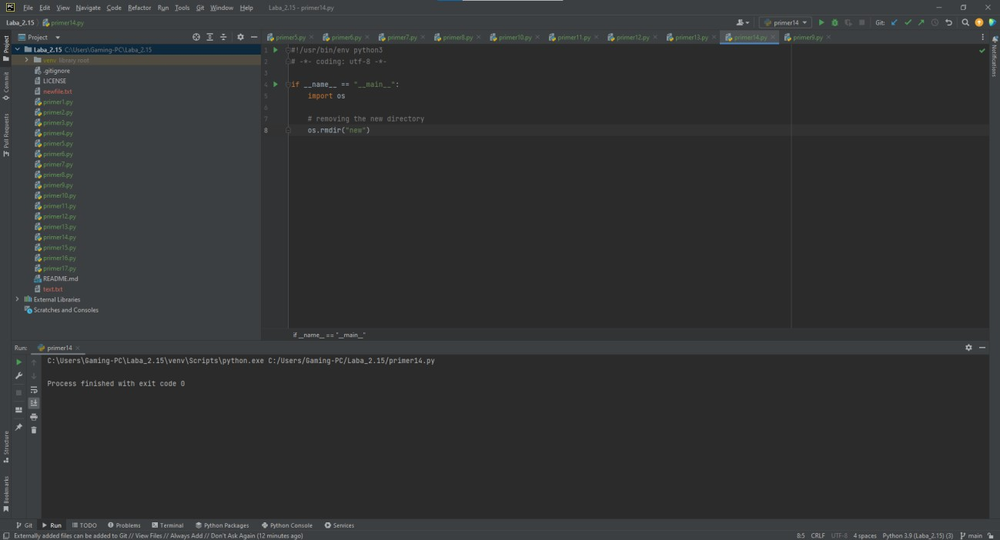 PC File Edit View Navigate Code Refactor Run Tools Git Window Help Laba_2.15 - primer14.py
Laba_2.15 primer14.py primer14 Git:
Project
primer5.py primer6.py primer7.py primer8.py primer10.py primer11.py primer12.py primer13.py primer14.py primer9.py
Project
Commit
Pull Requests
Laba_2.15 C:\Users\Gaming-PC\Laba_2.15
venv library root
.gitignore
LICENSE
newfile.txt
primer1.py
primer2.py
primer3.py
primer4.py
primer5.py
primer6.py
primer7.py
primer8.py
primer9.py
primer10.py
primer11.py
primer12.py
primer13.py
primer14.py
primer15.py
primer16.py
primer17.py
README.md
text.txt
External Libraries
Scratches and Consoles
1 #!/usr/bin/env python3
2 # -*- coding: utf-8 -*-
3
4 if __name__ == "__main__":
5 import os
6
7 # removing the new directory
8 os.rmdir("new")
if __name__ == "__main__"
Notifications
Run: primer14
C:\Users\Gaming-PC\Laba_2.15\venv\Scripts\python.exe C:/Users/Gaming-PC/Laba_2.15/primer14.py
Process finished with exit code 0
Structure
Bookmarks
Git Run TODO Problems Terminal Python Packages Python Console Services
Externally added files can be added to Git // View Files // Always Add // Don't Ask Again (12 minutes ago) 8:5 CRLF UTF-8 4 spaces Python 3.9 (Laba_2.15) (3) main